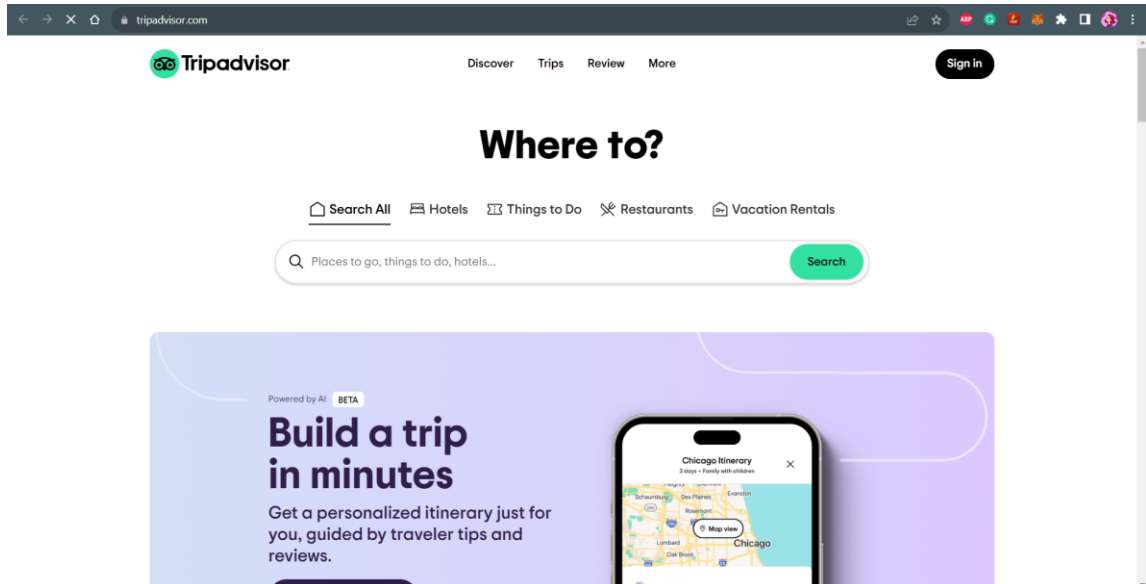 tripadvisor.com
Tripadvisor
Discover Trips Review More
Sign in
Where to?
Search All Hotels Things to Do Restaurants Vacation Rentals
Places to go, things to do, hotels...
Search
Powered by AI BETA
Build a trip
in minutes
Get a personalized itinerary just for
you, guided by traveler tips and
reviews.
Chicago Itinerary
3 days • Family with children
Schaumburg Des Plaines Evanston
Rosemont
Map view
Lombard Chicago
Oak Brook